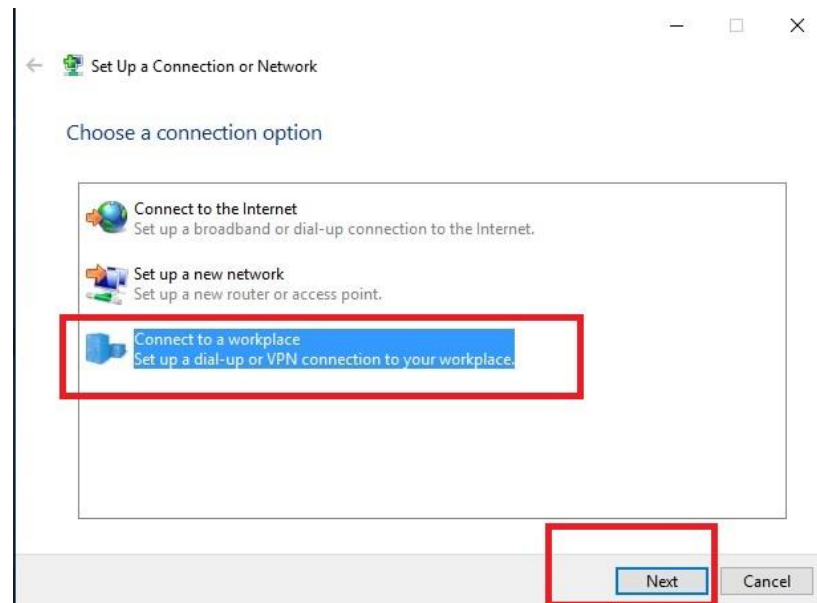 Set Up a Connection or Network
Choose a connection option
Connect to the Internet
Set up a broadband or dial-up connection to the Internet.
Set up a new network
Set up a new router or access point.
Connect to a workplace
Set up a dial-up or VPN connection to your workplace.
Next Cancel